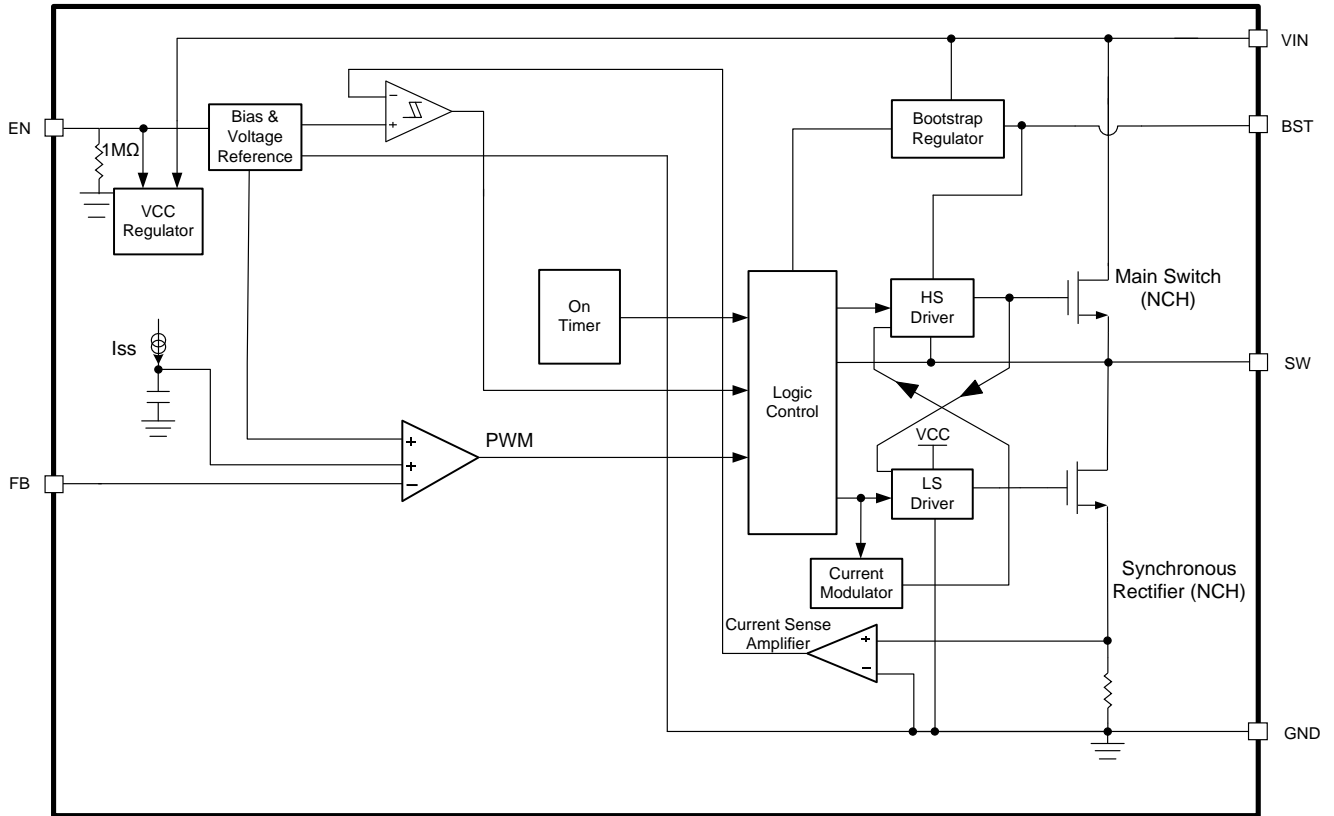 VIN
EN
1MΩ
Bias &
Voltage
Reference
−
+
Bootstrap
Regulator
BST
VCC
Regulator
On
Timer
HS
Driver
Main Switch
(NCH)
Iss
Logic
Control
SW
+
+
−
PWM
VCC
FB
LS
Driver
Current
Modulator
Synchronous
Rectifier (NCH)
Current Sense
Amplifier
+
−
GND